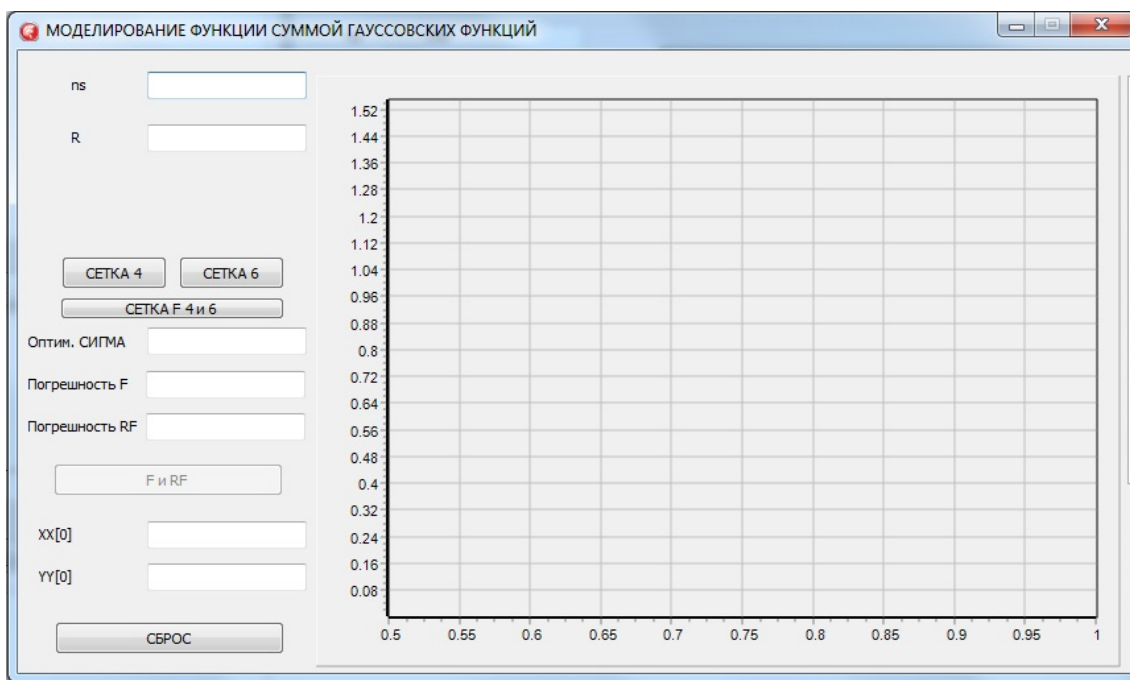 МОДЕЛИРОВАНИЕ ФУНКЦИИ СУММОЙ ГАУССОВСКИХ ФУНКЦИЙ
ns
R
СЕТКА 4 СЕТКА 6
СЕТКА F 4 и 6
Оптим. СИГМА
Погрешность F
Погрешность RF
F и RF
XX[0]
YY[0]
СБРОС
1.52
1.44
1.36
1.28
1.2
1.12
1.04
0.96
0.88
0.8
0.72
0.64
0.56
0.48
0.4
0.32
0.24
0.16
0.08
0.5 0.55 0.6 0.65 0.7 0.75 0.8 0.85 0.9 0.95 1